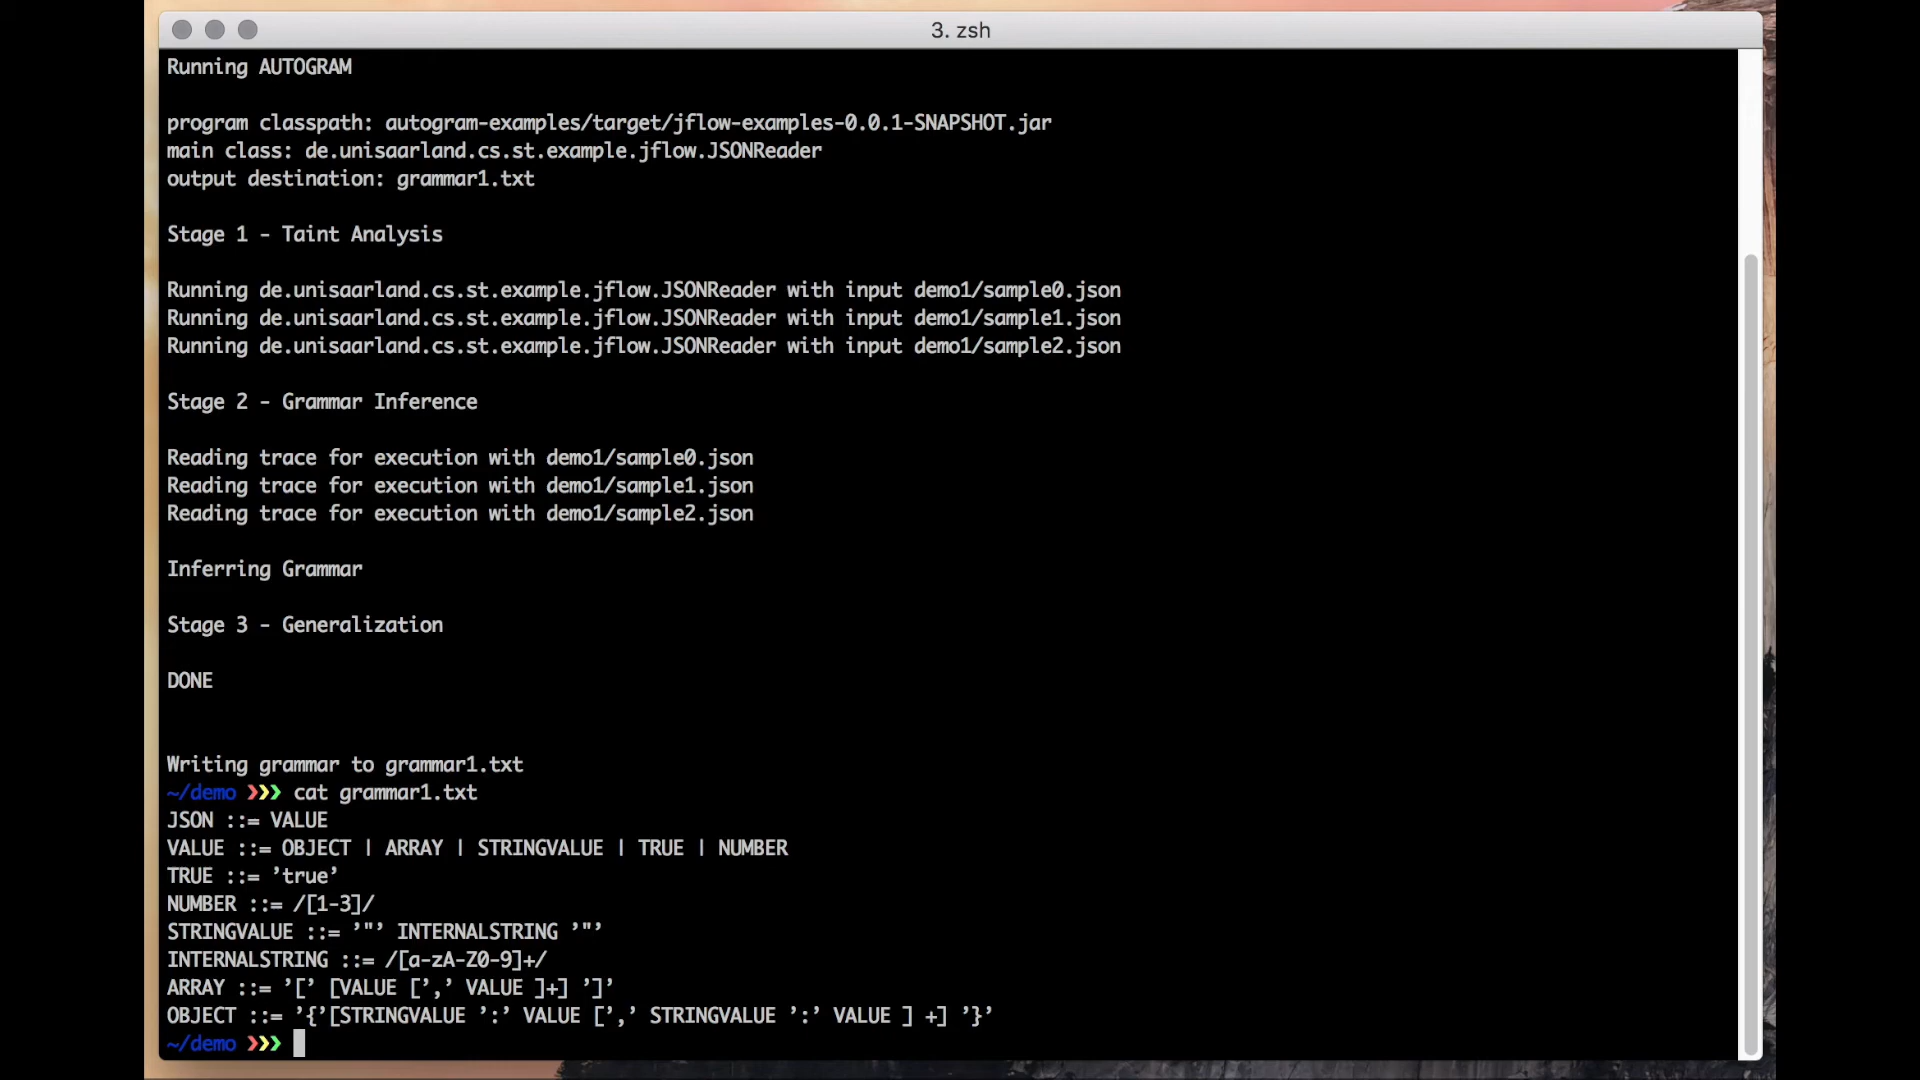 3. zsh
Running AUTOGRAM
program classpath: autogram-examples/target/jflow-examples-0.0.1-SNAPSHOT.jar
main class: de.unisaarland.cs.st.example.jflow.JSONReader
output destination: grammar1.txt
Stage 1 - Taint Analysis
Running de.unisaarland.cs.st.example.jflow.JSONReader with input demo1/sample0.json
Running de.unisaarland.cs.st.example.jflow.JSONReader with input demo1/sample1.json
Running de.unisaarland.cs.st.example.jflow.JSONReader with input demo1/sample2.json
Stage 2 - Grammar Inference
Reading trace for execution with demo1/sample0.json
Reading trace for execution with demo1/sample1.json
Reading trace for execution with demo1/sample2.json
Inferring Grammar
Stage 3 - Generalization
DONE
Writing grammar to grammar1.txt
~/demo ❯❯❯ cat grammar1.txt
JSON ::= VALUE
VALUE ::= OBJECT | ARRAY | STRINGVALUE | TRUE | NUMBER
TRUE ::= ’true’
NUMBER ::= /[1-3]/
STRINGVALUE ::= ’"’ INTERNALSTRING ’"’
INTERNALSTRING ::= /[a-zA-Z0-9]+/
ARRAY ::= ’[’ [VALUE [’,’ VALUE ]+] ’]’
OBJECT ::= ’{’[STRINGVALUE ’:’ VALUE [’,’ STRINGVALUE ’:’ VALUE ] +] ’}’
~/demo ❯❯❯